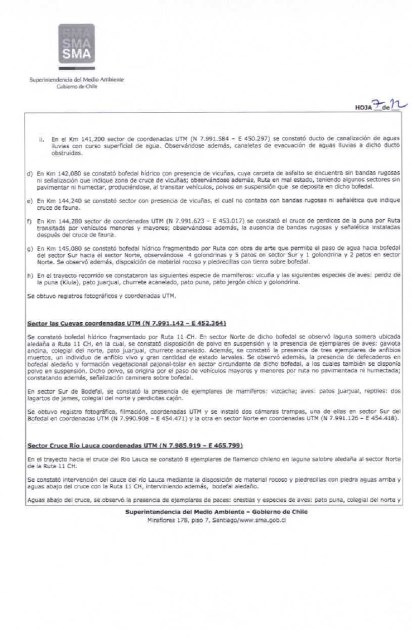 SMA
SMA
SMA
Superintendencia del Medio Ambiente
Gobierno de Chile
HOJA 7 de 12
ii. En el Km 141,200 sector de coordenadas UTM (N 7.991.584 – E 450.297) se constató ducto de canalización de aguas
lluvias con curso superficial de agua. Observándose además, canaletas de evacuación de aguas lluvias a dicho ducto
obstruidas.
d) En Km 142,080 se constató bofedal hídrico con presencia de vicuñas, cuya carpeta de asfalto se encuentra sin bandas rugosas
ni señalización que indique zona de cruce de vicuñas; observándose además, Ruta en mal estado, teniendo algunos sectores sin
pavimentar ni humectar, produciéndose, al transitar vehículos, polvos en suspensión que se deposita en dicho bofedal.
e) En Km 144,240 se constató sector con presencia de vicuñas, el cual no contaba con bandas rugosas ni señalética que indique
cruce de fauna.
f) En Km 144,280 sector de coordenadas UTM (N 7.991.623 – E 453.017) se constató el cruce de perdices de la puna por Ruta
transitada por vehículos menores y mayores; observándose además, la ausencia de bandas rugosas y señalética instaladas
después del cruce de fauna.
g) En Km 145,080 se constató bofedal hídrico fragmentado por Ruta con obra de arte que permite el paso de agua hacia bofedal
del sector Sur hacia el Norte, observándose 4 golondrinas y 5 patos en sector Sur y 1 golondrina y 2 patos en sector
Norte. Se observó además, disposición de material rocoso y piedrecillas con tierra sobre bofedal.
h) En el trayecto recorrido se constataron las siguientes especie de mamíferos: vicuña y las siguientes especies de aves: perdiz de
la puna (Kiula), pato juarjual, churrete acanelado, pato puna, pato jergón chico y golondrina.
Se obtuvo registros fotográficos y coordenadas UTM.
Sector las Cuevas coordenadas UTM (N 7.991.142 – E 452.364)
Se constató bofedal hídrico fragmentado por Ruta 11 CH. En sector Norte de dicho bofedal se observó laguna somera ubicada
aledaña a Ruta 11 CH, en la cual, se constató disposición de polvo en suspensión y la presencia de ejemplares de aves: gaviota
andina, colegial del norte, pato juarjual, churrete acanelado. Además, se constató la presencia de tres ejemplares de anfibios
muertos, un individuo de anfibio vivo y gran cantidad de estado larvales. Se observó además, la presencia de defecaderos en
bofedal aledaño y formación vegetacional pajonal-tolar en sector circundante de dicho bofedal, a los cuales también se disponía
polvo en suspensión. Dicho polvo, se origina por el paso de vehículos mayores y menores por ruta no pavimentada ni humectada;
constatando además, señalización caminero sobre bofedal.
En sector Sur de Bofedal, se constató la presencia de ejemplares de mamíferos: vizcacha; aves: patos juarjual, reptiles: dos
lagartos de james, colegial del norte y perdicitas cajón.
Se obtuvo registro fotográfico, filmación, coordenadas UTM y se instaló dos cámaras trampas, una de ellas en sector Sur del
Bofedal en coordenadas UTM (N 7.990.908 – E 454.471) y la otra en sector Norte en coordenadas UTM (N 7.991.126 – E 454.418).
Sector Cruce Río Lauca coordenadas UTM (N 7.985.919 – E 465.799)
En el trayecto hacia el cruce del Río Lauca se constató 8 ejemplares de flamenco chileno en laguna salobre aledaña al sector Norte
de la Ruta 11 CH.
Se constató intervención del cauce del río Lauca mediante la disposición de material rocoso y piedrecillas con piedra aguas arriba y
aguas abajo del cruce con la Ruta 11 CH, interviniendo además, bodefal aledaño.
Aguas abajo del cruce, se observó la presencia de ejemplares de peces: orestias y especies de aves: pato puna, colegial del norte y
Superintendencia del Medio Ambiente – Gobierno de Chile
Miraflores 178, piso 7, Santiago/www.sma.gob.cl